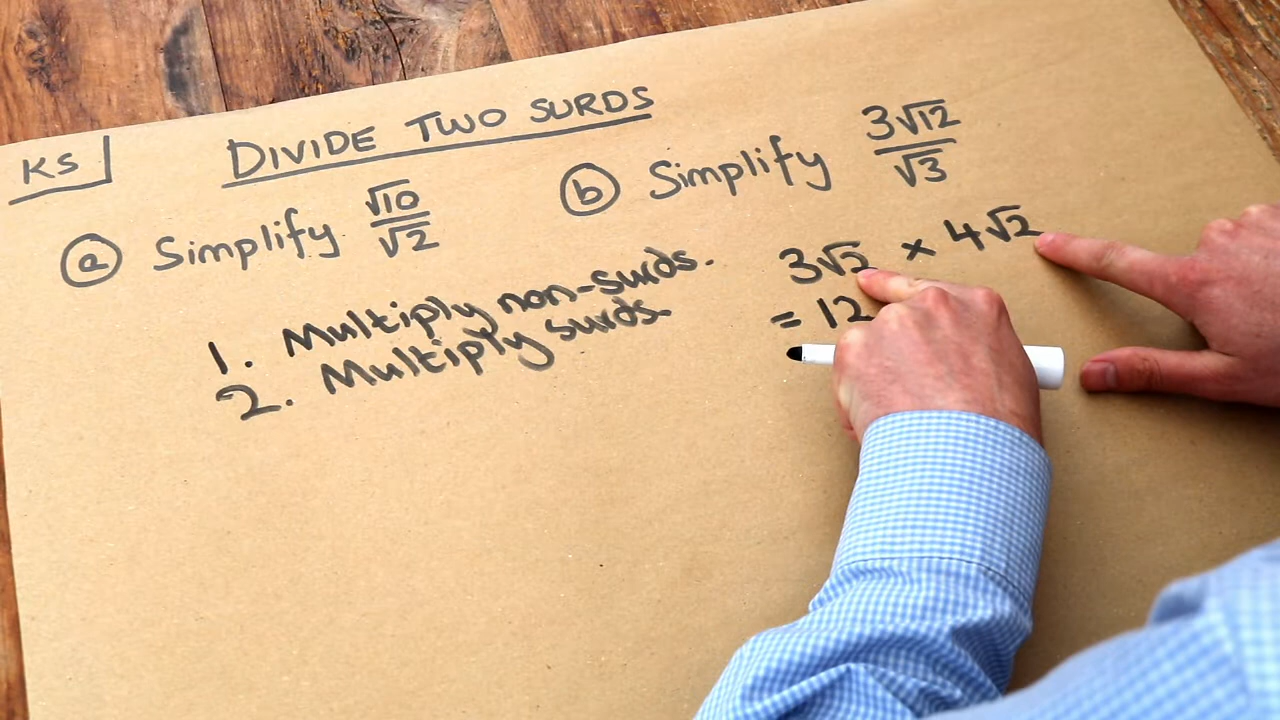 KS
DIVIDE TWO SURDS
ⓐ Simplify √10/√2
ⓑ Simplify 3√12/√3
1. Multiply non-surds.
2. Multiply surds.
3√5 × 4√2
= 12